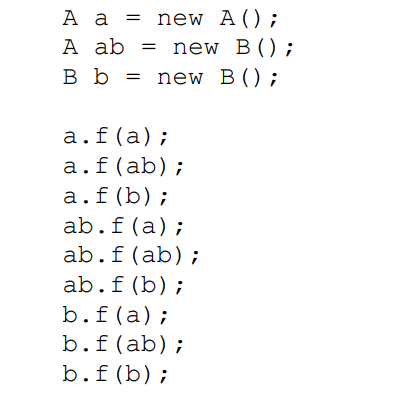 A a = new A();
A ab = new B();
B b = new B();
a.f(a);
a.f(ab);
a.f(b);
ab.f(a);
ab.f(ab);
ab.f(b);
b.f(a);
b.f(ab);
b.f(b);